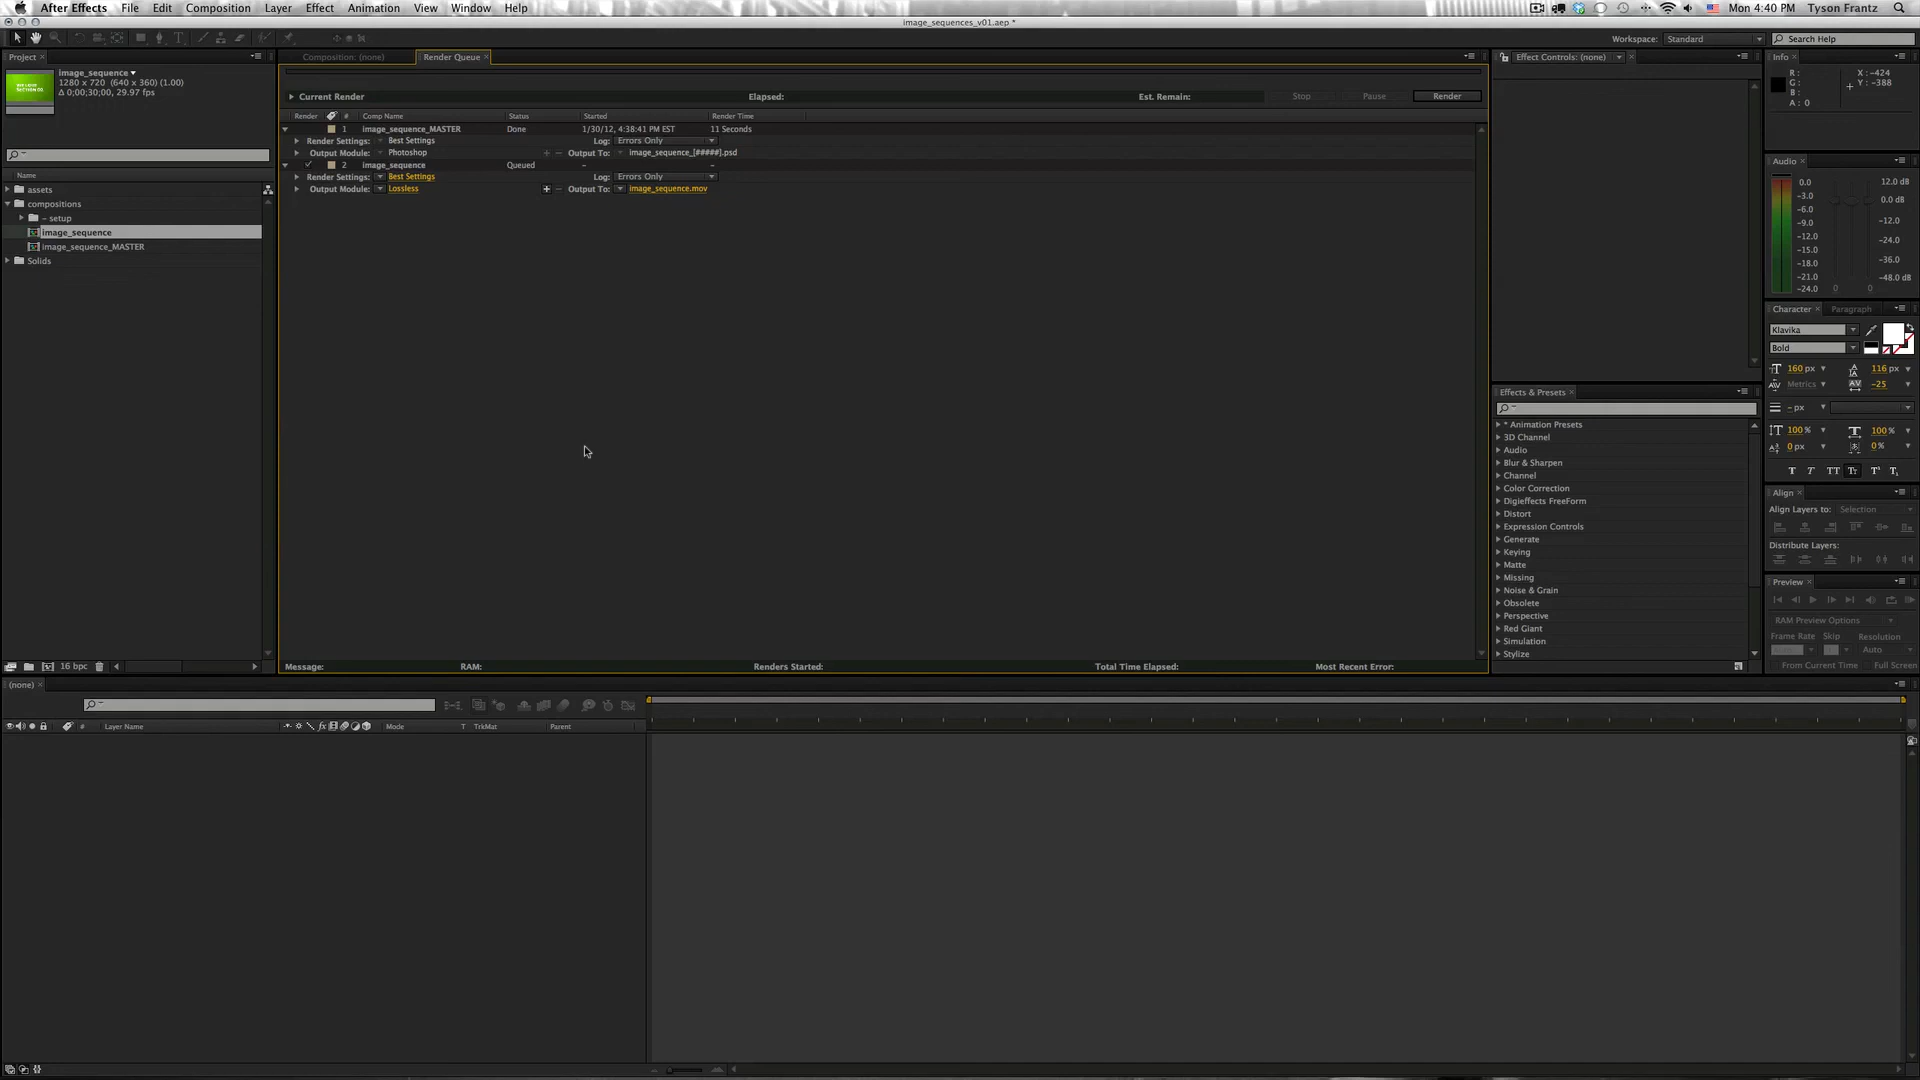 After Effects File Edit Composition Layer Effect Animation View Window Help Mon 4:40 PM Tyson Frantz
image_sequences_v01.aep *
Workspace: Standard Search Help
Project Composition: (none) Render Queue Effect Controls: (none) Info
image_sequence
1280 x 720 (640 x 360) (1.00)
Δ 0;00;30;00, 29.97 fps
R: X: -424
G: Y: -388
B:
A: 0
Current Render Elapsed: Est. Remain: Stop Pause Render
Render # Comp Name Status Started Render Time
1 image_sequence_MASTER Done 1/30/12, 4:38:41 PM EST 11 Seconds
Render Settings: Best Settings Log: Errors Only
Output Module: Photoshop Output To: image_sequence_[#####].psd
2 image_sequence Queued - -
Render Settings: Best Settings Log: Errors Only
Output Module: Lossless Output To: image_sequence.mov
Name
assets
compositions
- setup
image_sequence
image_sequence_MASTER
Solids
16 bpc
Message: RAM: Renders Started: Total Time Elapsed: Most Recent Error:
Audio
0.0 12.0 dB
-3.0
-6.0 0.0 dB
-9.0
-12.0 -12.0
-15.0 -24.0
-18.0 -36.0
-21.0 -48.0 dB
-24.0 0 0
Character Paragraph
Klavika
Bold
160 px 116 px
Metrics -25
- px
100 % 100 %
0 px 0 %
T T TT TT T¹ T₁
Effects & Presets
* Animation Presets
3D Channel
Audio
Blur & Sharpen
Channel
Color Correction
Digieffects FreeForm
Distort
Expression Controls
Generate
Keying
Matte
Missing
Noise & Grain
Obsolete
Perspective
Red Giant
Simulation
Stylize
Align
Align Layers to: Selection
Distribute Layers:
Preview
RAM Preview Options
Frame Rate Skip Resolution
Auto
From Current Time Full Screen
(none)
# Layer Name Mode T TrkMat Parent